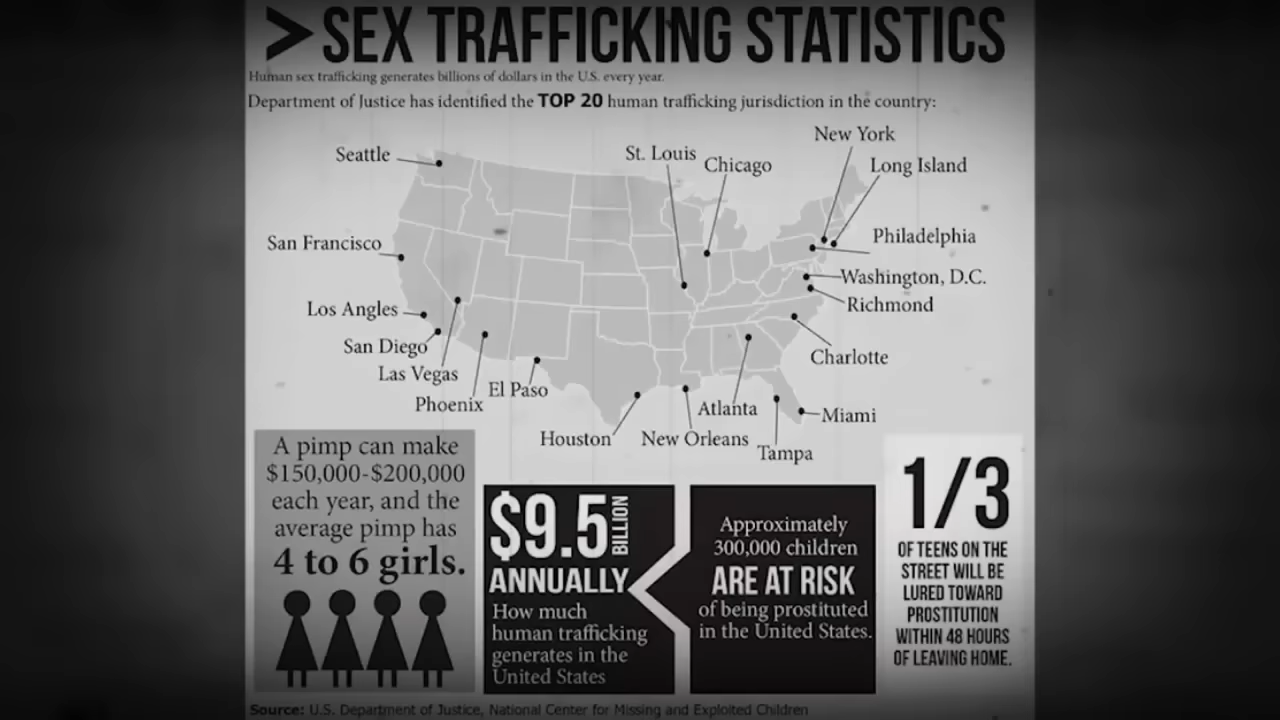 > SEX TRAFFICKING STATISTICS
Human sex trafficking generates billions of dollars in the U.S. every year.
Department of Justice has identified the TOP 20 human trafficking jurisdiction in the country:
New York
St. Louis
Seattle
Chicago
Long Island
Philadelphia
San Francisco
Washington, D.C.
Richmond
Los Angles
San Diego
Charlotte
Las Vegas
El Paso
Phoenix
Atlanta
Miami
Houston
New Orleans
Tampa
A pimp can make
$150,000-$200,000
each year, and the
average pimp has
4 to 6 girls.
$9.5 BILLION
ANNUALLY
How much
human trafficking
generates in the
United States
Approximately
300,000 children
ARE AT RISK
of being prostituted
in the United States.
1/3
OF TEENS ON THE
STREET WILL BE
LURED TOWARD
PROSTITUTION
WITHIN 48 HOURS
OF LEAVING HOME.
Source: U.S. Department of Justice, National Center for Missing and Exploited Children